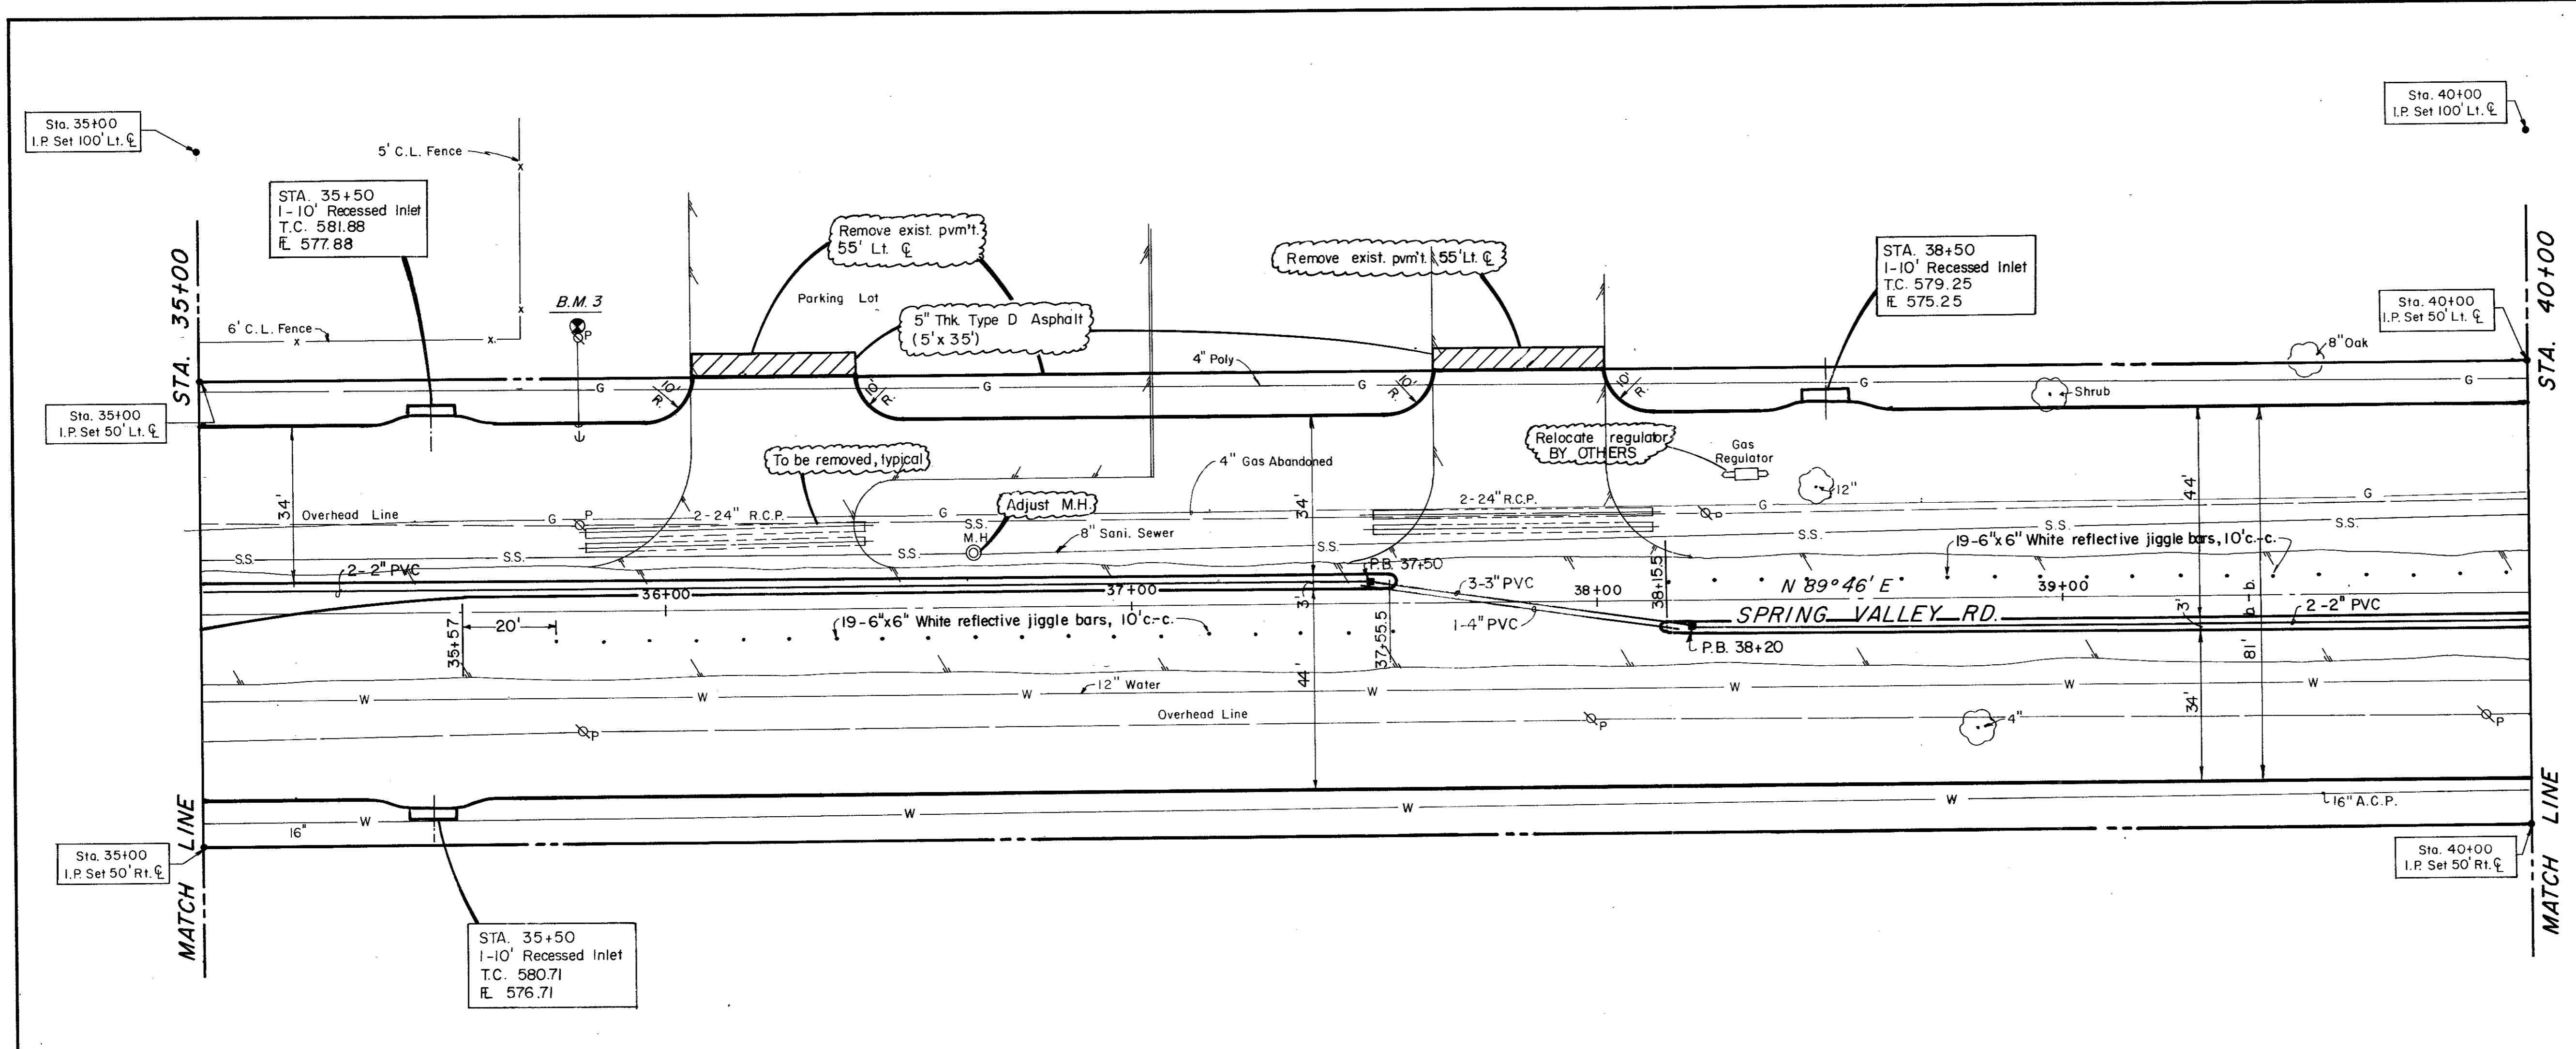 Sta. 35+00
I.P. Set 100' Lt. ℄
5' C.L. Fence
x
Sta. 40+00
I.P. Set 100' Lt. ℄
STA. 35+50
1-10' Recessed Inlet
T.C. 581.88
FL 577.88
Remove exist. pvm't.
55' Lt. ℄
Remove exist. pvm't. 55' Lt. ℄
STA. 38+50
1-10' Recessed Inlet
T.C. 579.25
FL 575.25
STA. 35+00
STA. 40+00
B.M. 3
P
Parking Lot
5" Thk. Type D Asphalt
(5' x 35')
Sta. 40+00
I.P. Set 50' Lt. ℄
6' C.L. Fence
x
x
x
8" Oak
4" Poly
G
G
G
G
G
10' R.
10' R.
10' R.
10' R.
Shrub
Sta. 35+00
I.P. Set 50' Lt. ℄
To be removed, typical
Relocate regulator
BY OTHERS
Gas
Regulator
4" Gas Abandoned
34'
34'
44'
12"
Overhead Line
G
P
2-24" R.C.P.
G
S.S.
M.H.
Adjust M.H.
2-24" R.C.P.
P
G
G
8" Sani. Sewer
S.S.
S.S.
S.S.
S.S.
S.S.
S.S.
S.S.
19-6"x6" White reflective jiggle bars, 10'c.-c.
2-2" PVC
P.B. 37+50
36+00
37+00
3'
3-3" PVC
38+00
38+15.5
N 89°46' E
39+00
SPRING VALLEY RD.
3'
2-2" PVC
35+57
20'
19-6"x6" White reflective jiggle bars, 10'c.-c.
1-4" PVC
37+55.5
P.B. 38+20
81' b-b
44'
34'
W
W
12" Water
W
W
W
W
W
Overhead Line
P
P
4"
P
MATCH LINE
MATCH LINE
16"
W
W
W
W
16" A.C.P.
Sta. 35+00
I.P. Set 50' Rt. ℄
Sta. 40+00
I.P. Set 50' Rt. ℄
STA. 35+50
1-10' Recessed Inlet
T.C. 580.71
FL 576.71